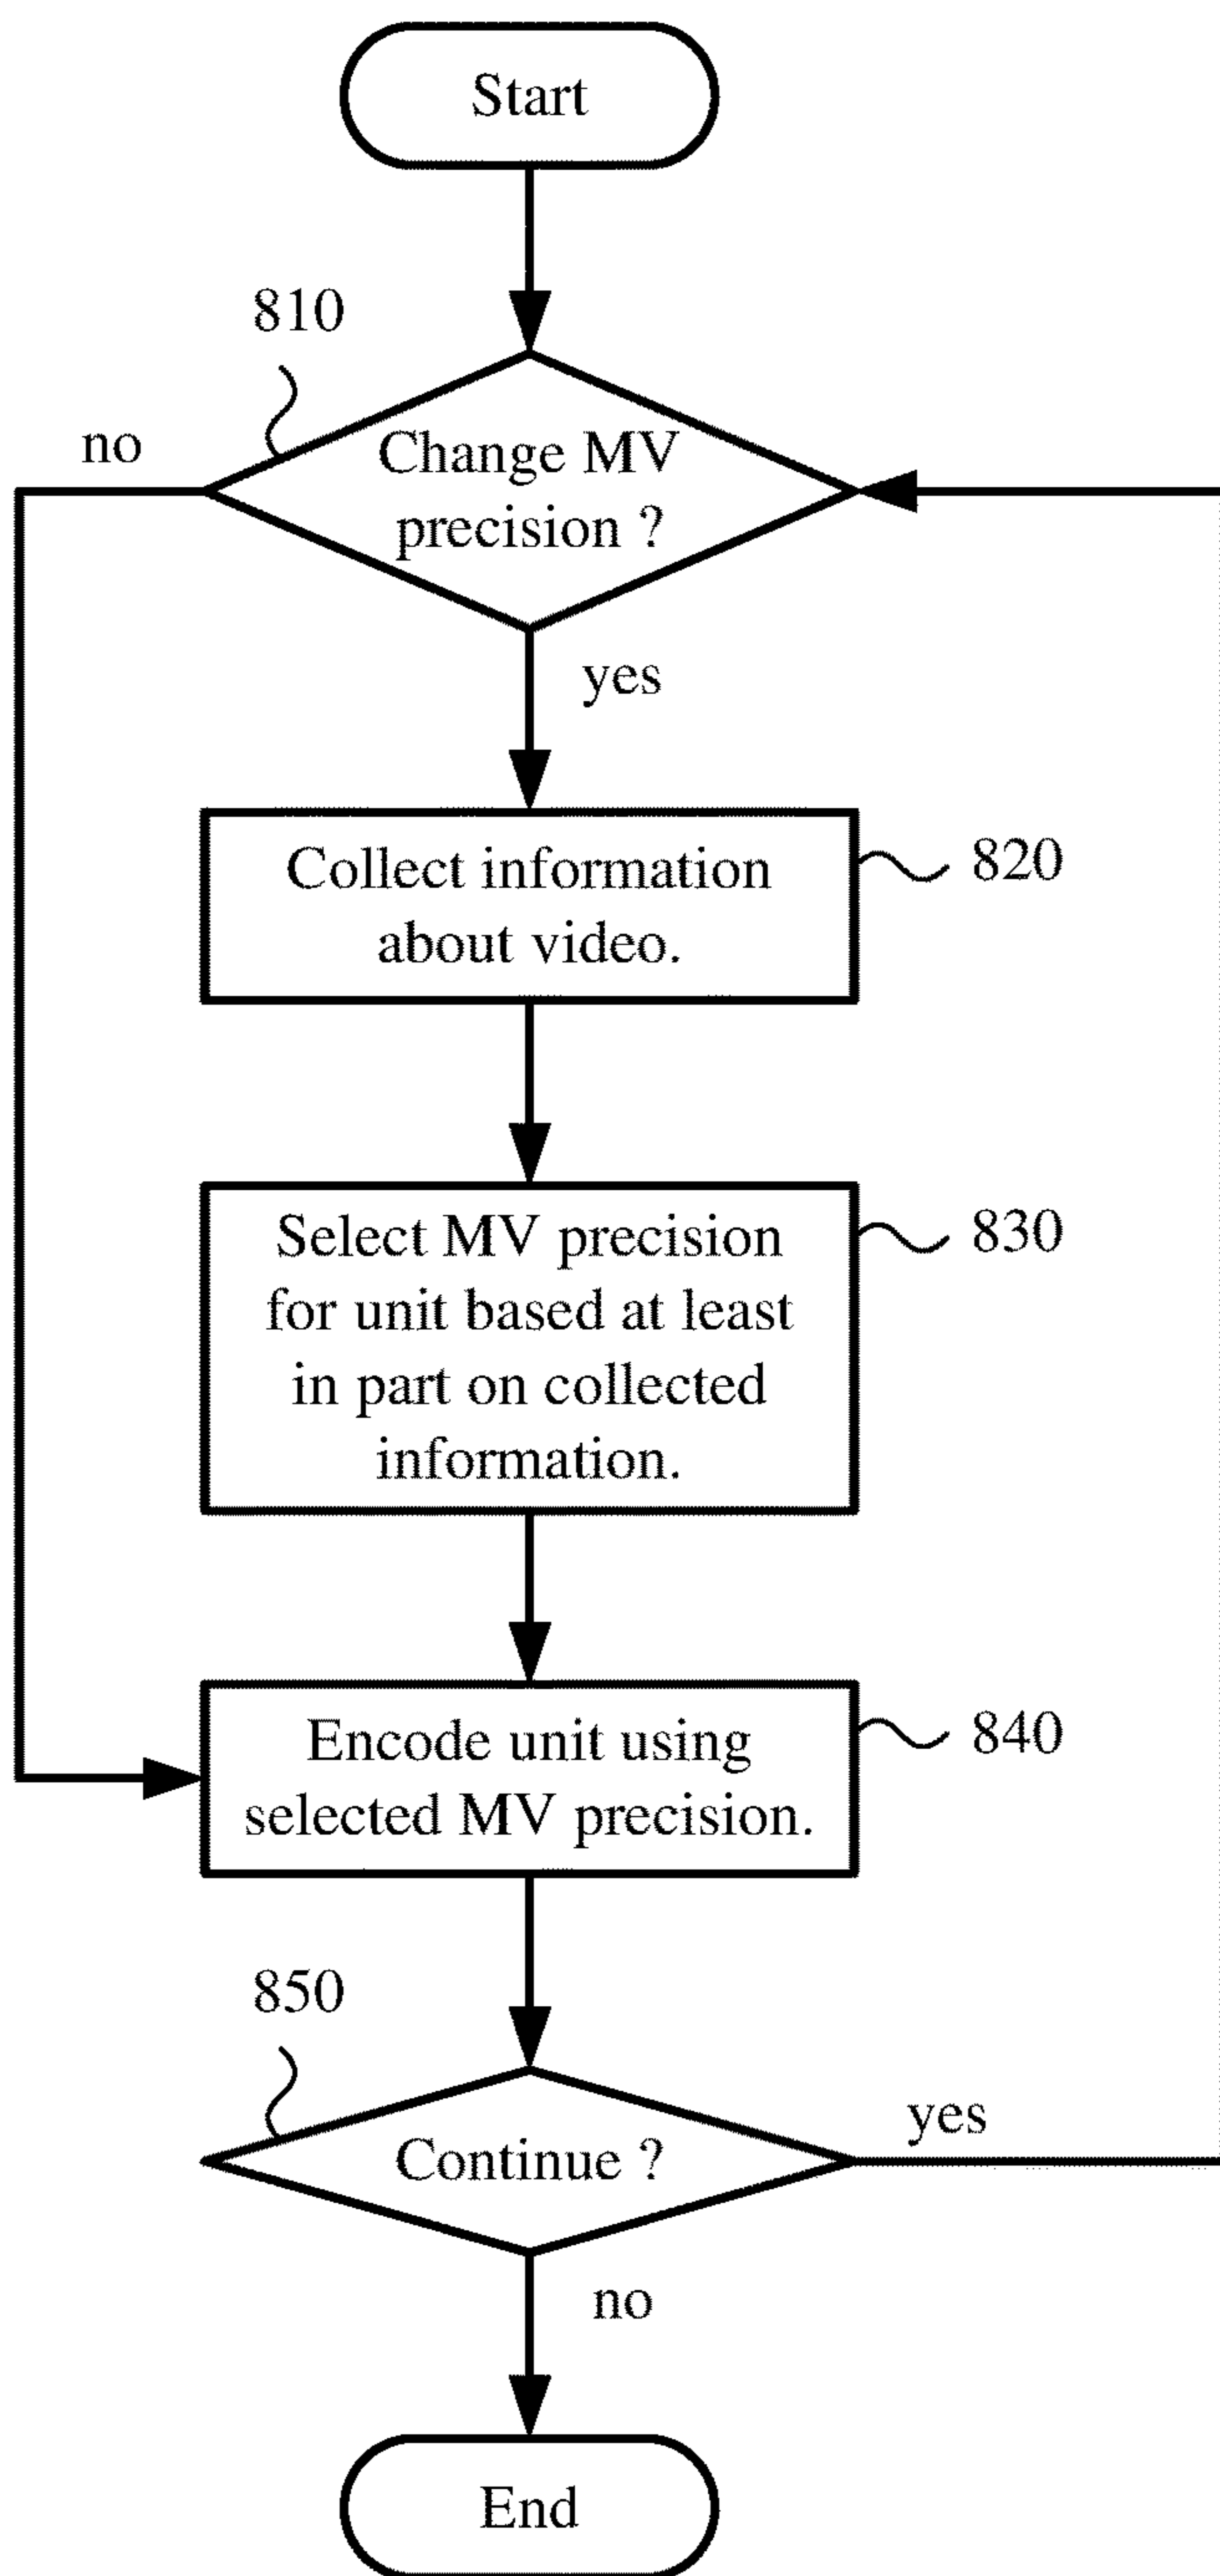 Start
810
no
Change MV
precision ?
yes
Collect information
about video.
820
Select MV precision
for unit based at least
in part on collected
information.
830
Encode unit using
selected MV precision.
840
850
Continue ?
yes
no
End